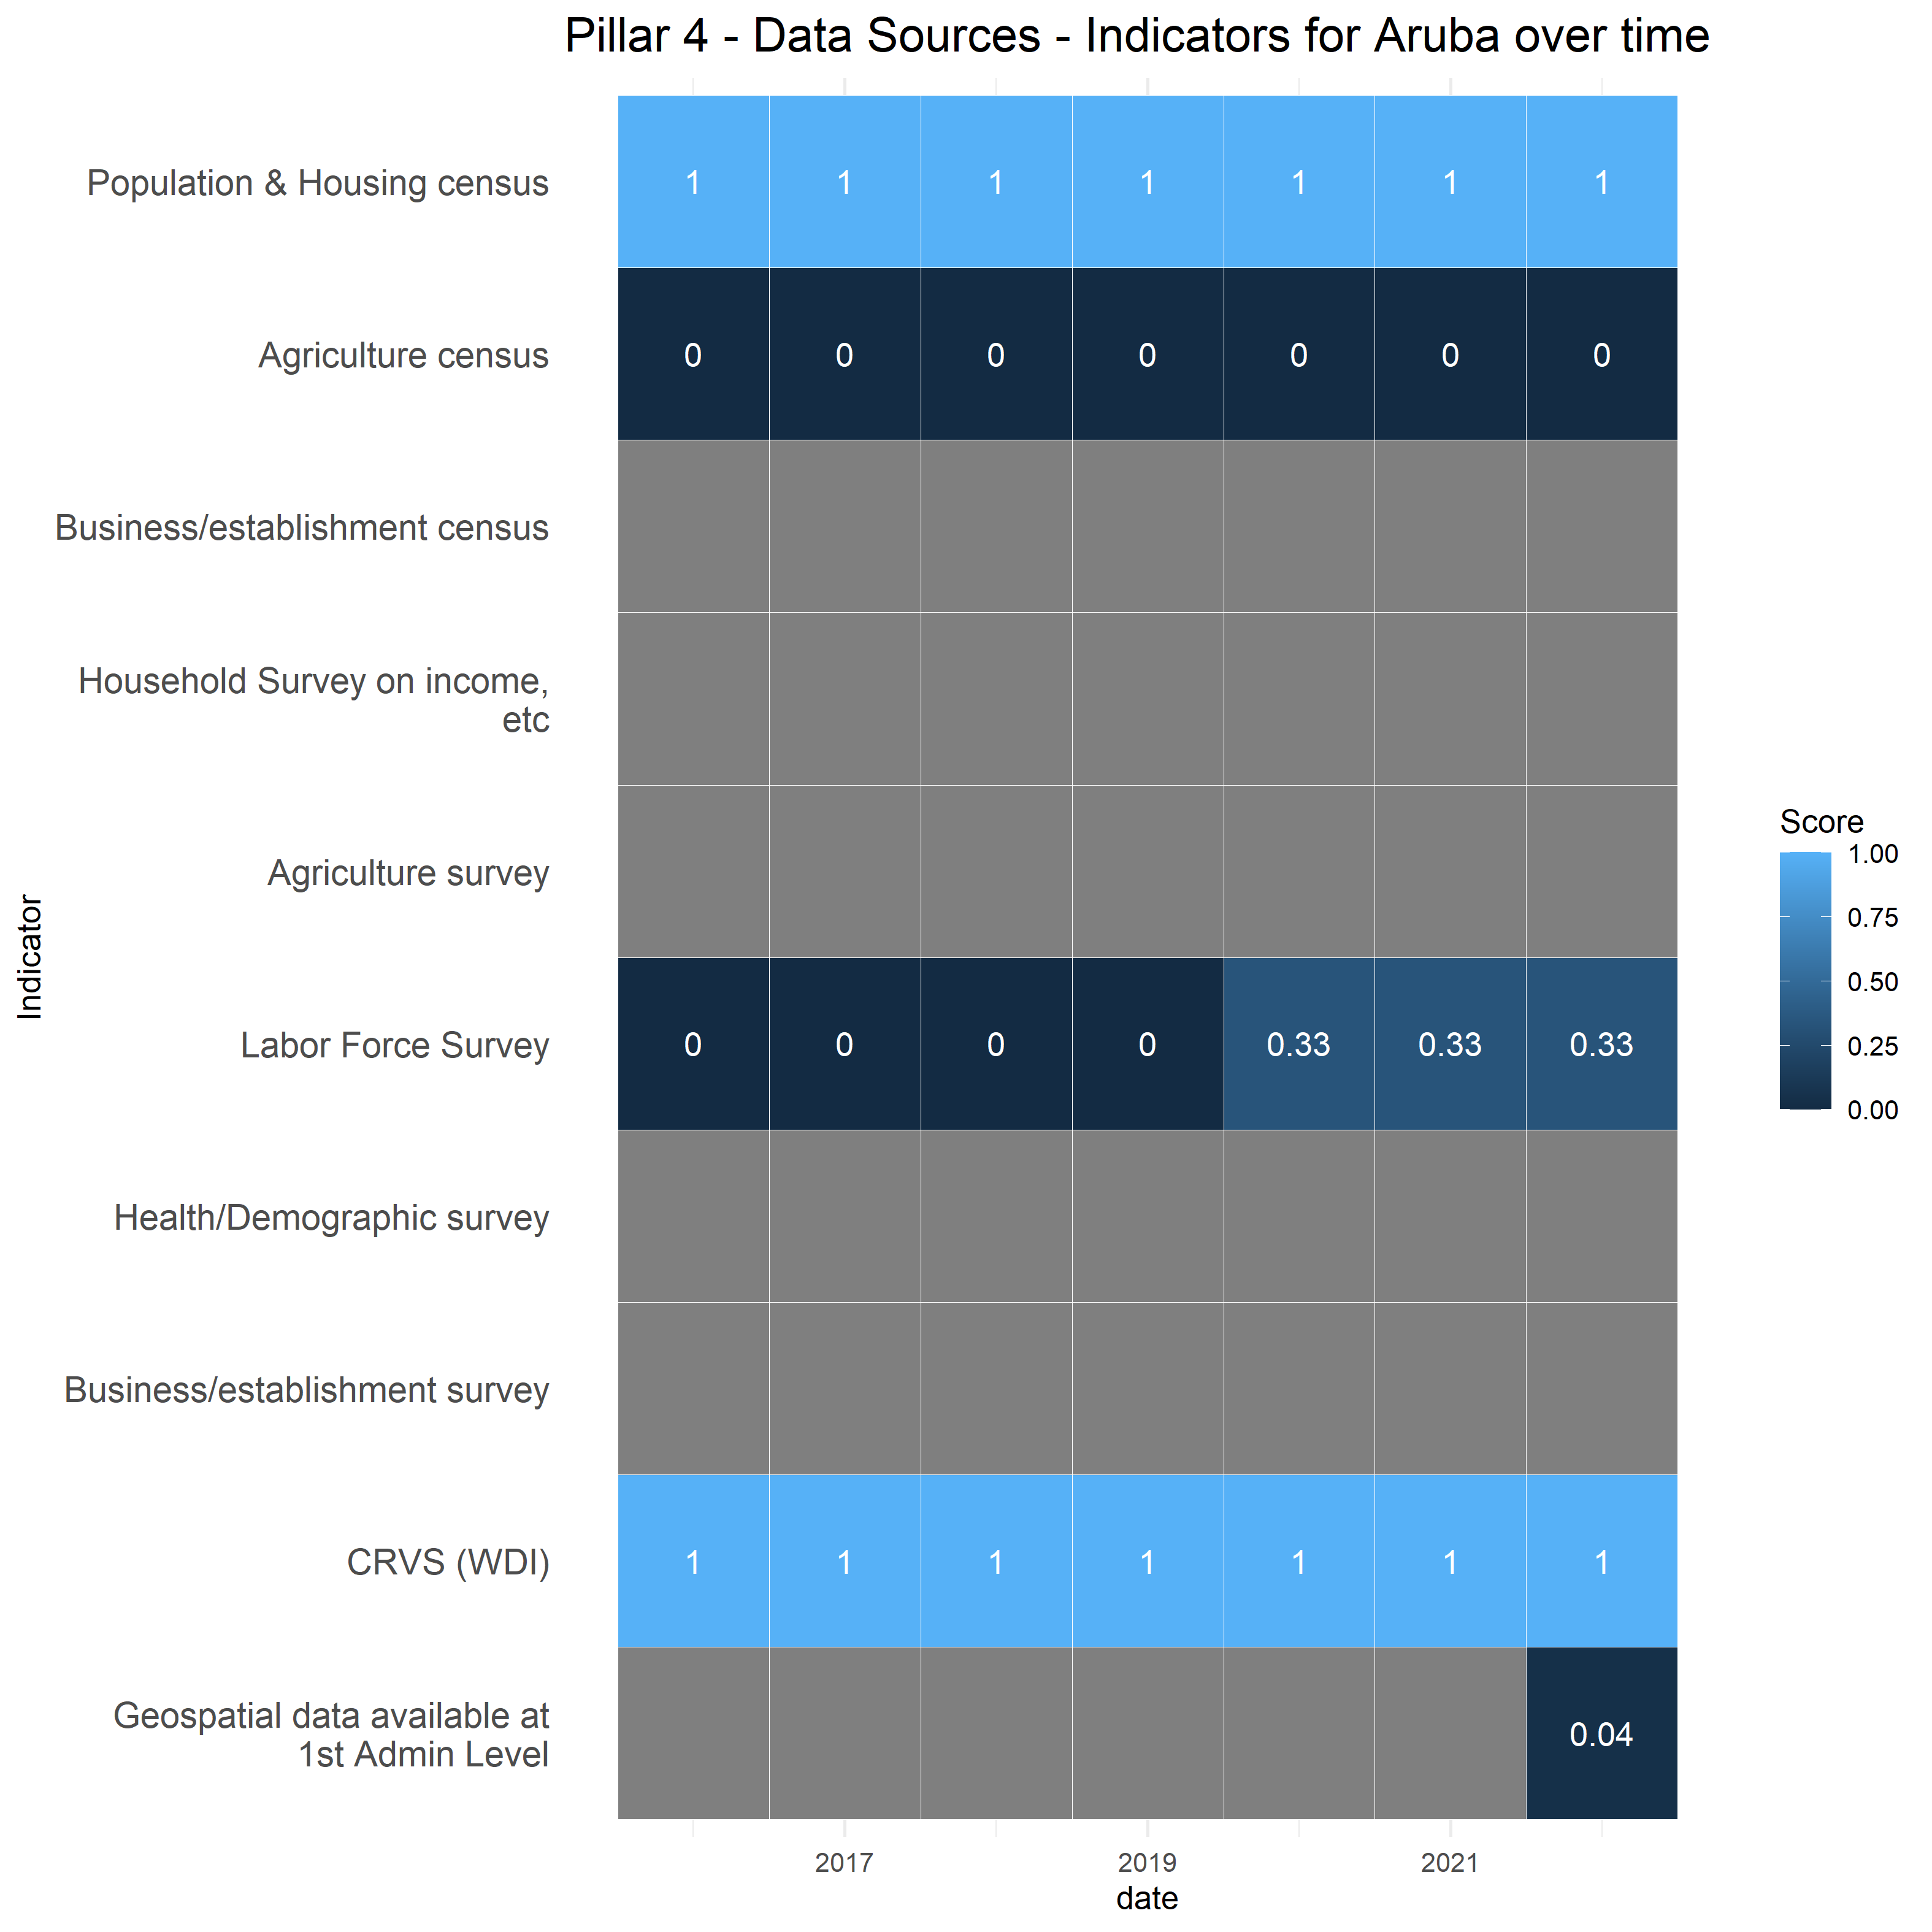 Pillar 4 - Data Sources - Indicators for Aruba over time
Population & Housing census
1 1 1 1 1 1 1
Agriculture census
0 0 0 0 0 0 0
Business/establishment census
Household Survey on income,
etc
Agriculture survey
Labor Force Survey
0 0 0 0 0.33 0.33 0.33
Health/Demographic survey
Business/establishment survey
CRVS (WDI)
1 1 1 1 1 1 1
Geospatial data available at
1st Admin Level
0.04
2017 2019 2021
date
Indicator
Score
1.00
0.75
0.50
0.25
0.00